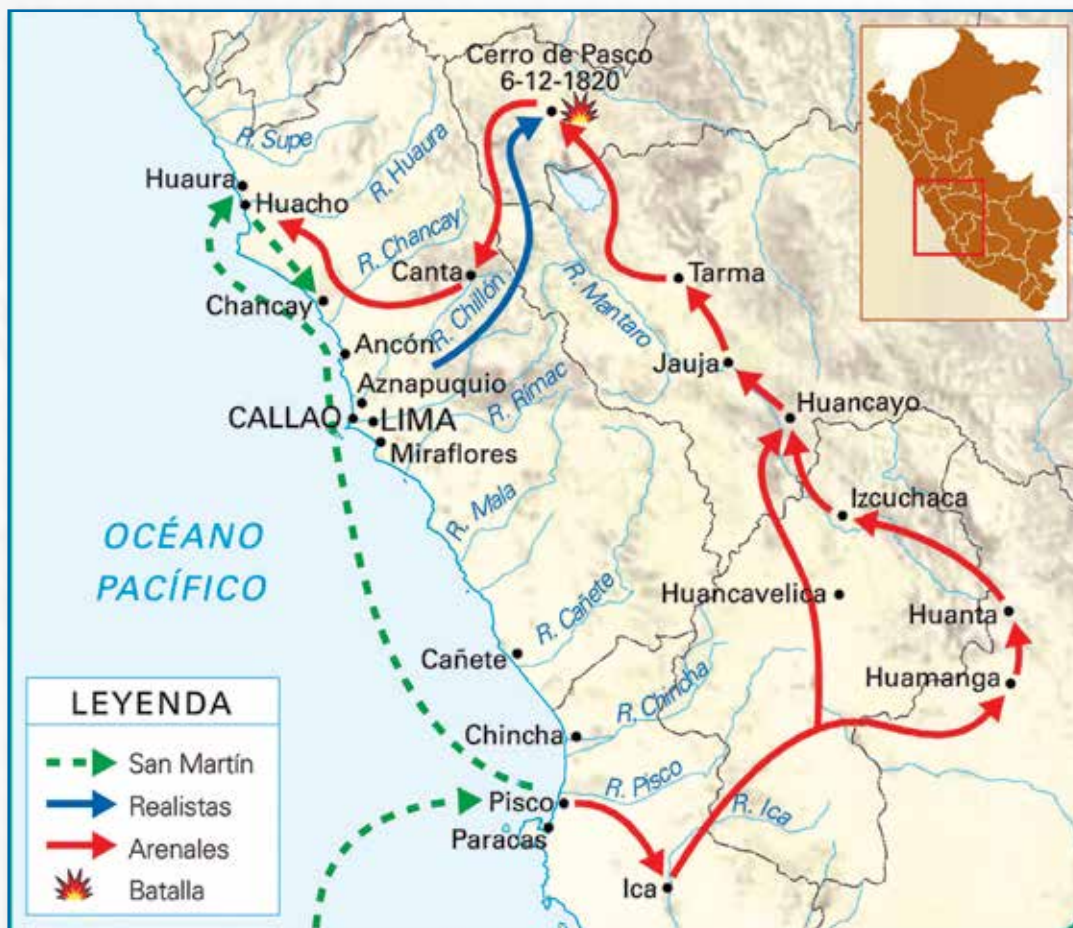 Cerro de Pasco
6-12-1820
R. Supe
R. Huaura
Huaura
Huacho
R. Chancay
Canta
Tarma
R. Chillón
R. Mantaro
Chancay
Ancón
Jauja
Aznapuquio
R. Rímac
CALLAO
LIMA
Huancayo
Miraflores
R. Mala
Izcuchaca
OCÉANO
PACÍFICO
Huancavelica
Huanta
R. Cañete
Cañete
Huamanga
R. Chincha
Chincha
R. Pisco
Pisco
R. Ica
Paracas
Ica
LEYENDA
San Martín
Realistas
Arenales
Batalla